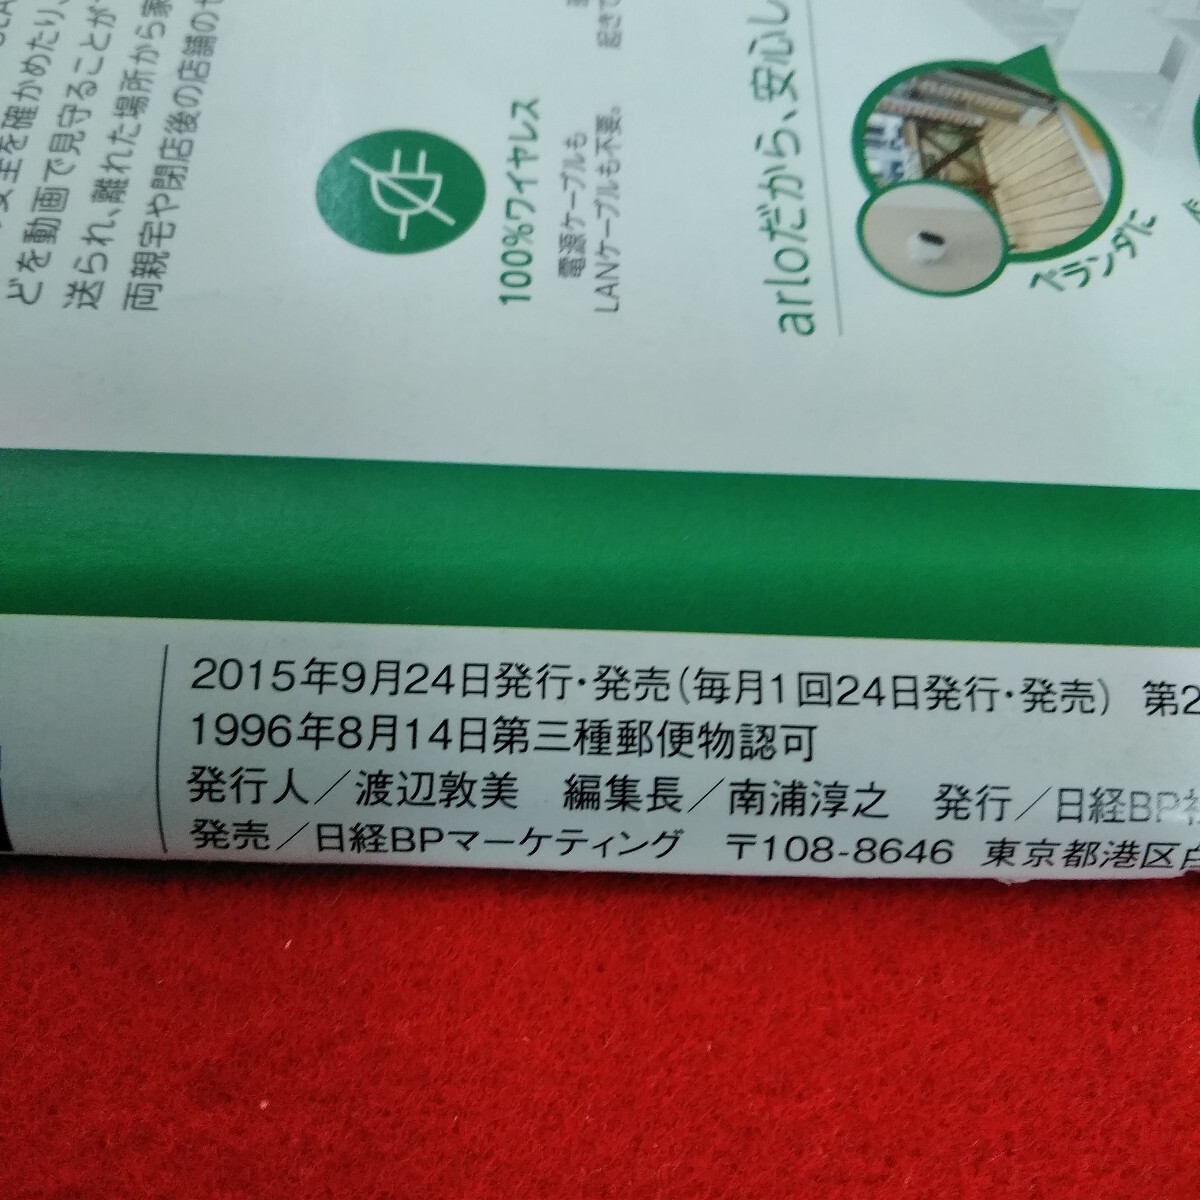 どを動画で見守ることが
送られ、離れた場所から家
両親宅や閉店後の店舗の
100%ワイヤレス
電源ケーブルも
LANケーブルも不要。
起きて
arloだから、安心し
ベランダに
2015年9月24日発行・発売（毎月1回24日発行・発売） 第2
1996年8月14日第三種郵便物認可
発行人／渡辺敦美　編集長／南浦淳之　発行／日経BP社
発売／日経BPマーケティング　〒108-8646 東京都港区白